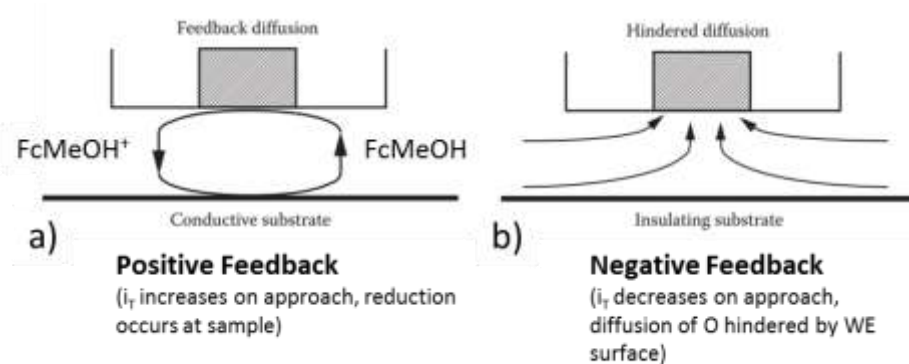 Feedback diffusion
FcMeOH⁺
FcMeOH
Conductive substrate
a)
Positive Feedback
(iT increases on approach, reduction
occurs at sample)
Hindered diffusion
Insulating substrate
b)
Negative Feedback
(iT decreases on approach,
diffusion of O hindered by WE
surface)